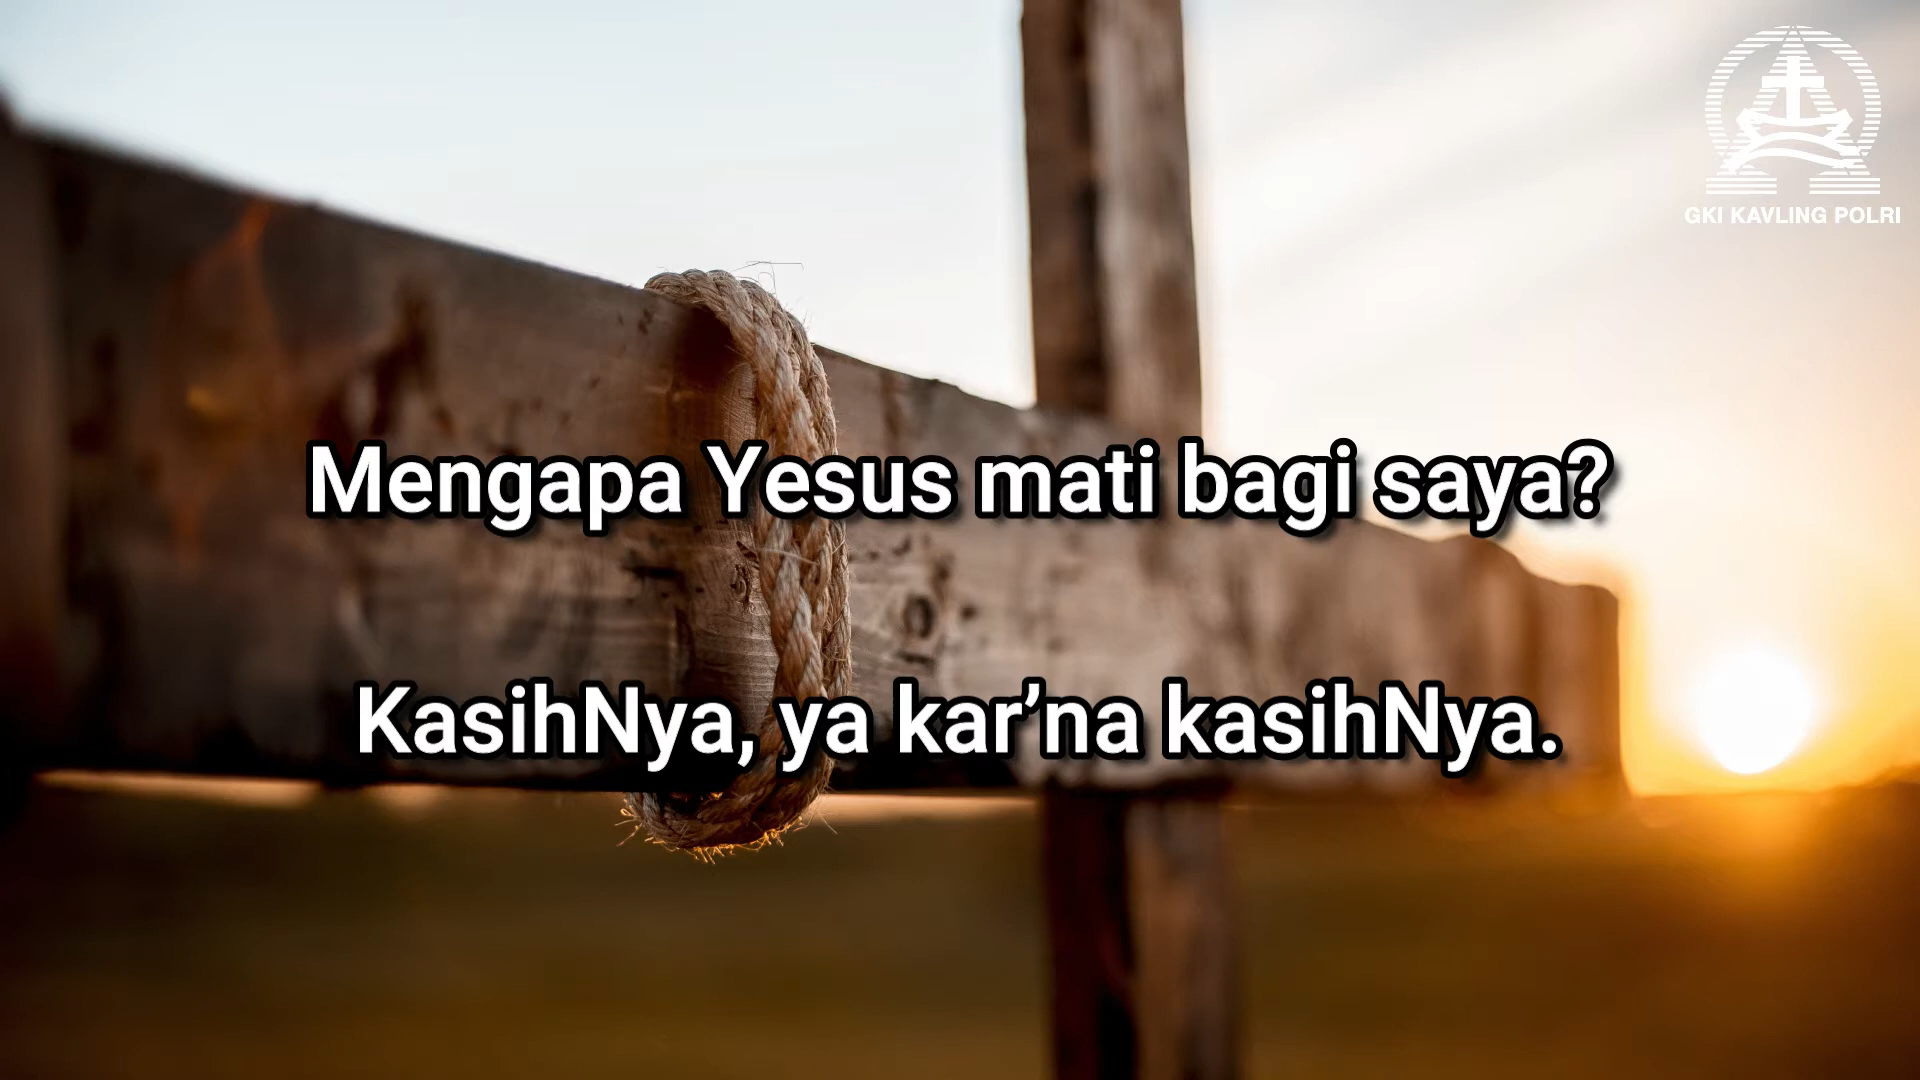 GKI KAVLING POLRI
Mengapa Yesus mati bagi saya?
KasihNya, ya kar’na kasihNya.